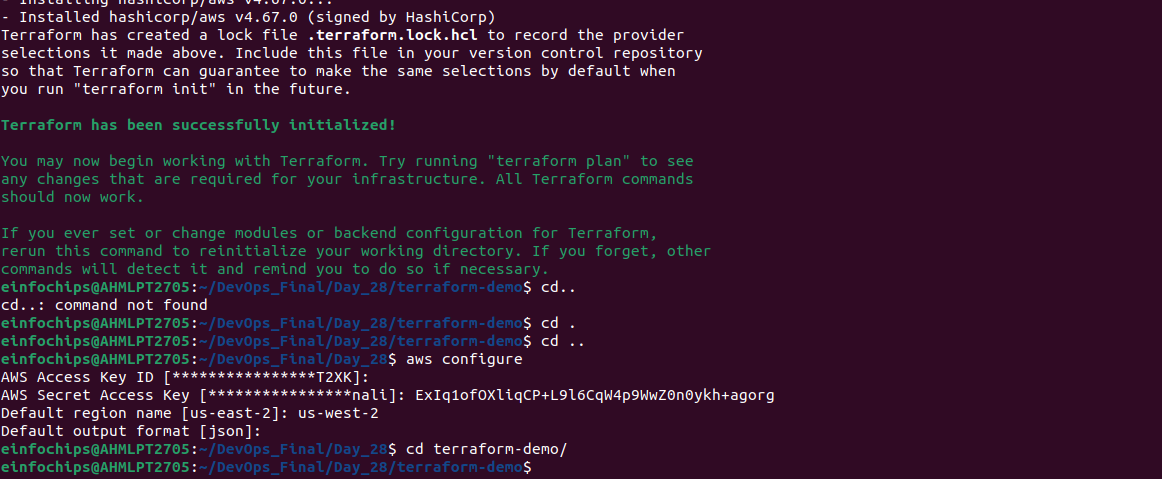 - Installing hashicorp/aws v4.67.0...
- Installed hashicorp/aws v4.67.0 (signed by HashiCorp)
Terraform has created a lock file .terraform.lock.hcl to record the provider
selections it made above. Include this file in your version control repository
so that Terraform can guarantee to make the same selections by default when
you run "terraform init" in the future.
Terraform has been successfully initialized!
You may now begin working with Terraform. Try running "terraform plan" to see
any changes that are required for your infrastructure. All Terraform commands
should now work.
If you ever set or change modules or backend configuration for Terraform,
rerun this command to reinitialize your working directory. If you forget, other
commands will detect it and remind you to do so if necessary.
einfochips@AHMLPT2705:~/DevOps_Final/Day_28/terraform-demo$ cd..
cd..: command not found
einfochips@AHMLPT2705:~/DevOps_Final/Day_28/terraform-demo$ cd .
einfochips@AHMLPT2705:~/DevOps_Final/Day_28/terraform-demo$ cd ..
einfochips@AHMLPT2705:~/DevOps_Final/Day_28$ aws configure
AWS Access Key ID [****************T2XK]:
AWS Secret Access Key [****************nali]: ExIq1ofOXliqCP+L9l6CqW4p9WwZ0n0ykh+agorg
Default region name [us-east-2]: us-west-2
Default output format [json]:
einfochips@AHMLPT2705:~/DevOps_Final/Day_28$ cd terraform-demo/
einfochips@AHMLPT2705:~/DevOps_Final/Day_28/terraform-demo$